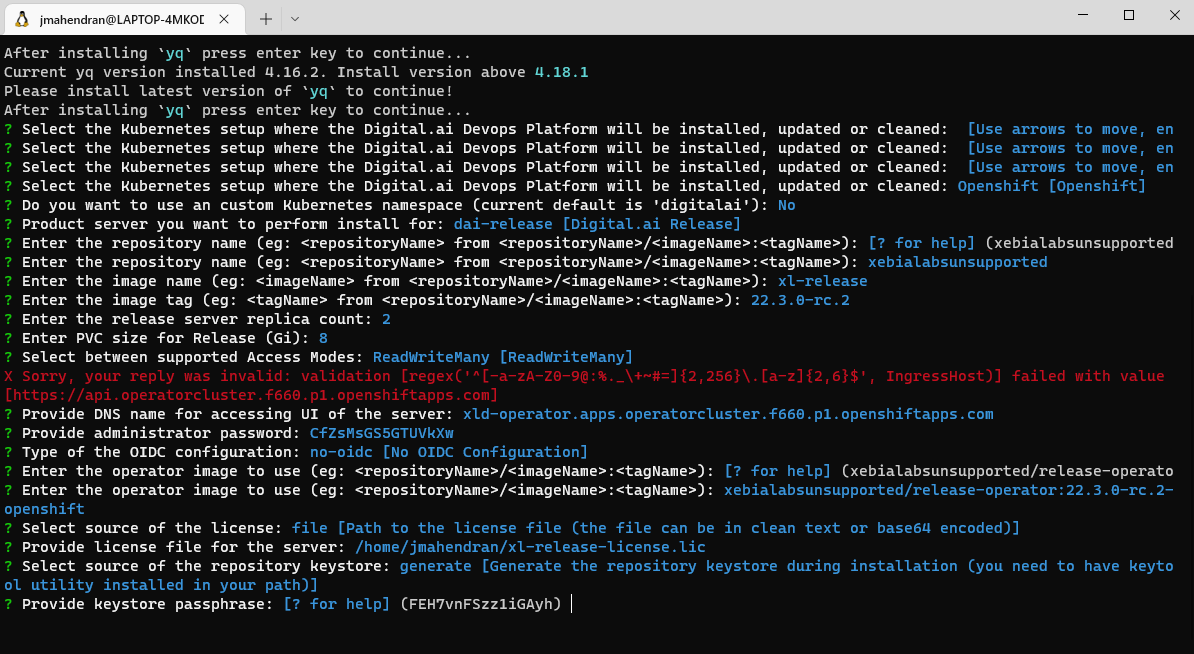 jmahendran@LAPTOP-4MKOD
After installing `yq` press enter key to continue...
Current yq version installed 4.16.2. Install version above 4.18.1
Please install latest version of `yq` to continue!
After installing `yq` press enter key to continue...
? Select the Kubernetes setup where the Digital.ai Devops Platform will be installed, updated or cleaned:  [Use arrows to move, en
? Select the Kubernetes setup where the Digital.ai Devops Platform will be installed, updated or cleaned:  [Use arrows to move, en
? Select the Kubernetes setup where the Digital.ai Devops Platform will be installed, updated or cleaned:  [Use arrows to move, en
? Select the Kubernetes setup where the Digital.ai Devops Platform will be installed, updated or cleaned: Openshift [Openshift]
? Do you want to use an custom Kubernetes namespace (current default is 'digitalai'): No
? Product server you want to perform install for: dai-release [Digital.ai Release]
? Enter the repository name (eg: <repositoryName> from <repositoryName>/<imageName>:<tagName>): [? for help] (xebialabsunsupported
? Enter the repository name (eg: <repositoryName> from <repositoryName>/<imageName>:<tagName>): xebialabsunsupported
? Enter the image name (eg: <imageName> from <repositoryName>/<imageName>:<tagName>): xl-release
? Enter the image tag (eg: <tagName> from <repositoryName>/<imageName>:<tagName>): 22.3.0-rc.2
? Enter the release server replica count: 2
? Enter PVC size for Release (Gi): 8
? Select between supported Access Modes: ReadWriteMany [ReadWriteMany]
X Sorry, your reply was invalid: validation [regex('^[-a-zA-Z0-9@:%._\+~#=]{2,256}\.[a-z]{2,6}$', IngressHost)] failed with value
[https://api.operatorcluster.f660.p1.openshiftapps.com]
? Provide DNS name for accessing UI of the server: xld-operator.apps.operatorcluster.f660.p1.openshiftapps.com
? Provide administrator password: CfZsMsGS5GTUVkXw
? Type of the OIDC configuration: no-oidc [No OIDC Configuration]
? Enter the operator image to use (eg: <repositoryName>/<imageName>:<tagName>): [? for help] (xebialabsunsupported/release-operato
? Enter the operator image to use (eg: <repositoryName>/<imageName>:<tagName>): xebialabsunsupported/release-operator:22.3.0-rc.2-
openshift
? Select source of the license: file [Path to the license file (the file can be in clean text or base64 encoded)]
? Provide license file for the server: /home/jmahendran/xl-release-license.lic
? Select source of the repository keystore: generate [Generate the repository keystore during installation (you need to have keyto
ol utility installed in your path)]
? Provide keystore passphrase: [? for help] (FEH7vnFSzz1iGAyh)